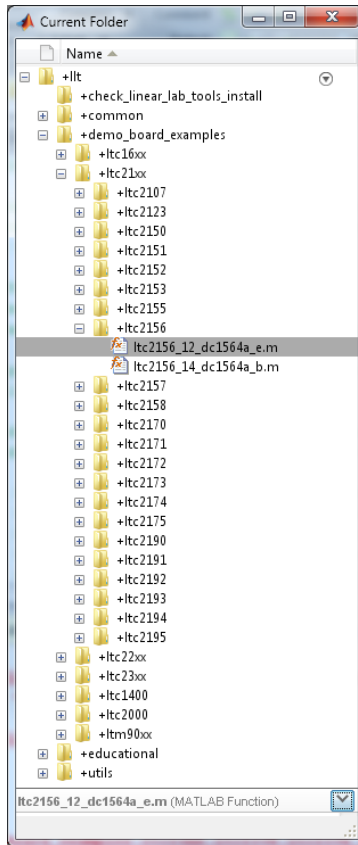 Current Folder
Name
+llt
+check_linear_lab_tools_install
+common
+demo_board_examples
+ltc16xx
+ltc21xx
+ltc2107
+ltc2123
+ltc2150
+ltc2151
+ltc2152
+ltc2153
+ltc2155
+ltc2156
ltc2156_12_dc1564a_e.m
ltc2156_14_dc1564a_b.m
+ltc2157
+ltc2158
+ltc2170
+ltc2171
+ltc2172
+ltc2173
+ltc2174
+ltc2175
+ltc2190
+ltc2191
+ltc2192
+ltc2193
+ltc2194
+ltc2195
+ltc22xx
+ltc23xx
+ltc1400
+ltc2000
+ltm90xx
+educational
+utils
ltc2156_12_dc1564a_e.m (MATLAB Function)